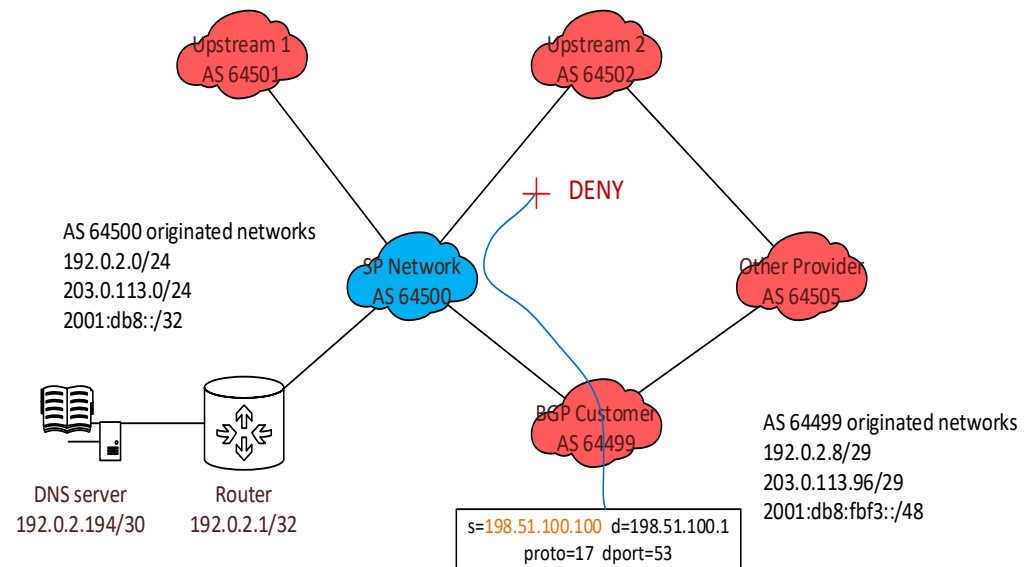 Upstream 1
AS 64501
Upstream 2
AS 64502
DENY
AS 64500 originated networks
192.0.2.0/24
203.0.113.0/24
2001:db8::/32
SP Network
AS 64500
Other Provider
AS 64505
BGP Customer
AS 64499
AS 64499 originated networks
192.0.2.8/29
203.0.113.96/29
2001:db8:fbf3::/48
DNS server
192.0.2.194/30
Router
192.0.2.1/32
s=198.51.100.100 d=198.51.100.1
proto=17 dport=53